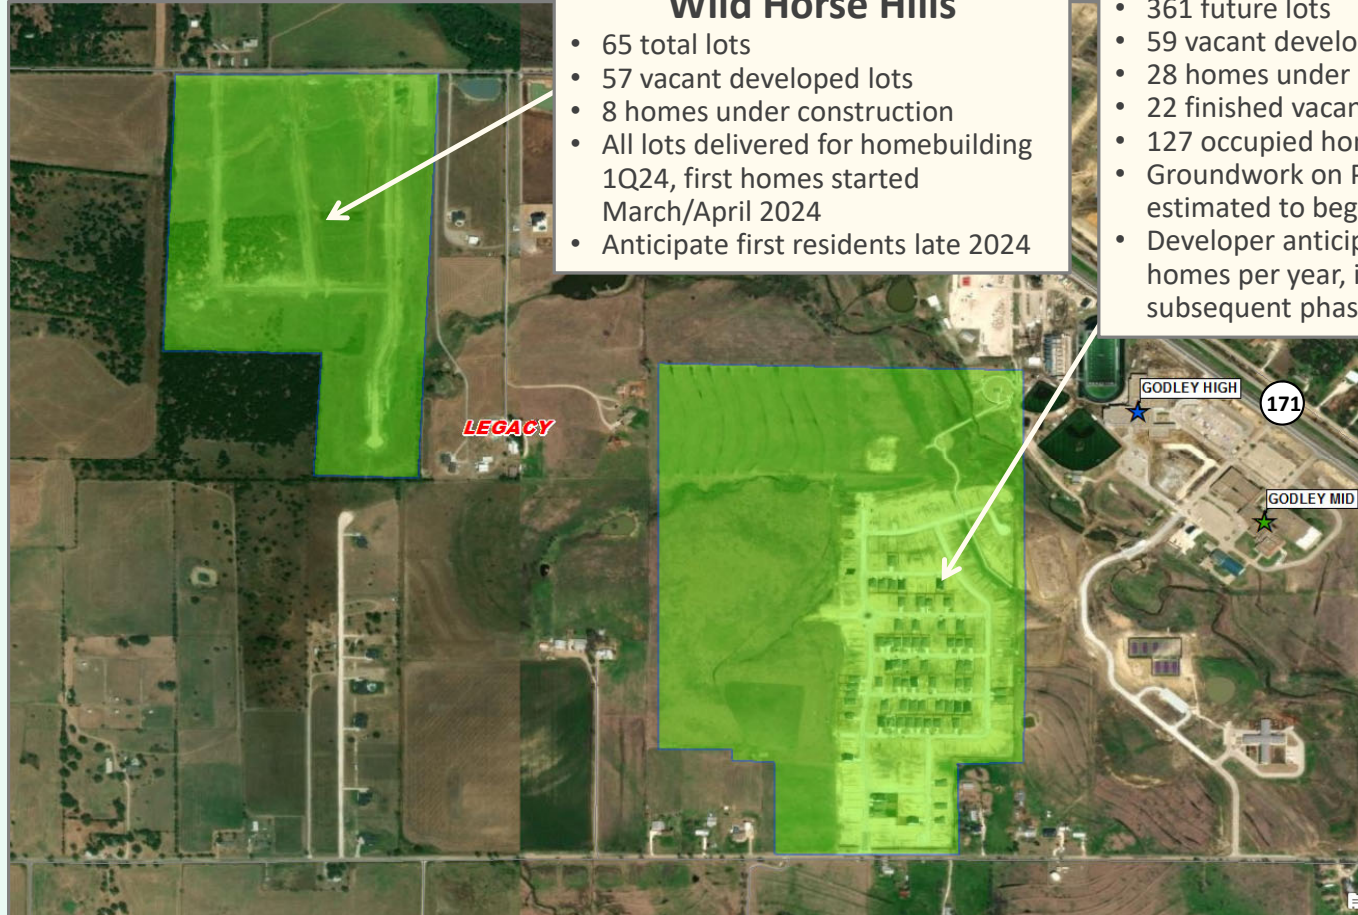 Wild Horse Hills
• 65 total lots
• 57 vacant developed lots
• 8 homes under construction
• All lots delivered for homebuilding
1Q24, first homes started
March/April 2024
• Anticipate first residents late 2024
• 361 future lots
• 59 vacant develo
• 28 homes under
• 22 finished vacan
• 127 occupied hom
• Groundwork on P
estimated to beg
• Developer anticip
homes per year, i
subsequent phas
LEGACY
GODLEY HIGH
171
GODLEY MID